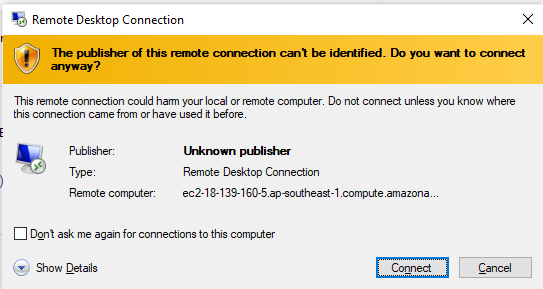 Remote Desktop Connection
The publisher of this remote connection can't be identified. Do you want to connect
anyway?
This remote connection could harm your local or remote computer. Do not connect unless you know where
this connection came from or have used it before.
Publisher: Unknown publisher
Type: Remote Desktop Connection
Remote computer: ec2-18-139-160-5.ap-southeast-1.compute.amazona...
Don't ask me again for connections to this computer
Show Details
Connect Cancel